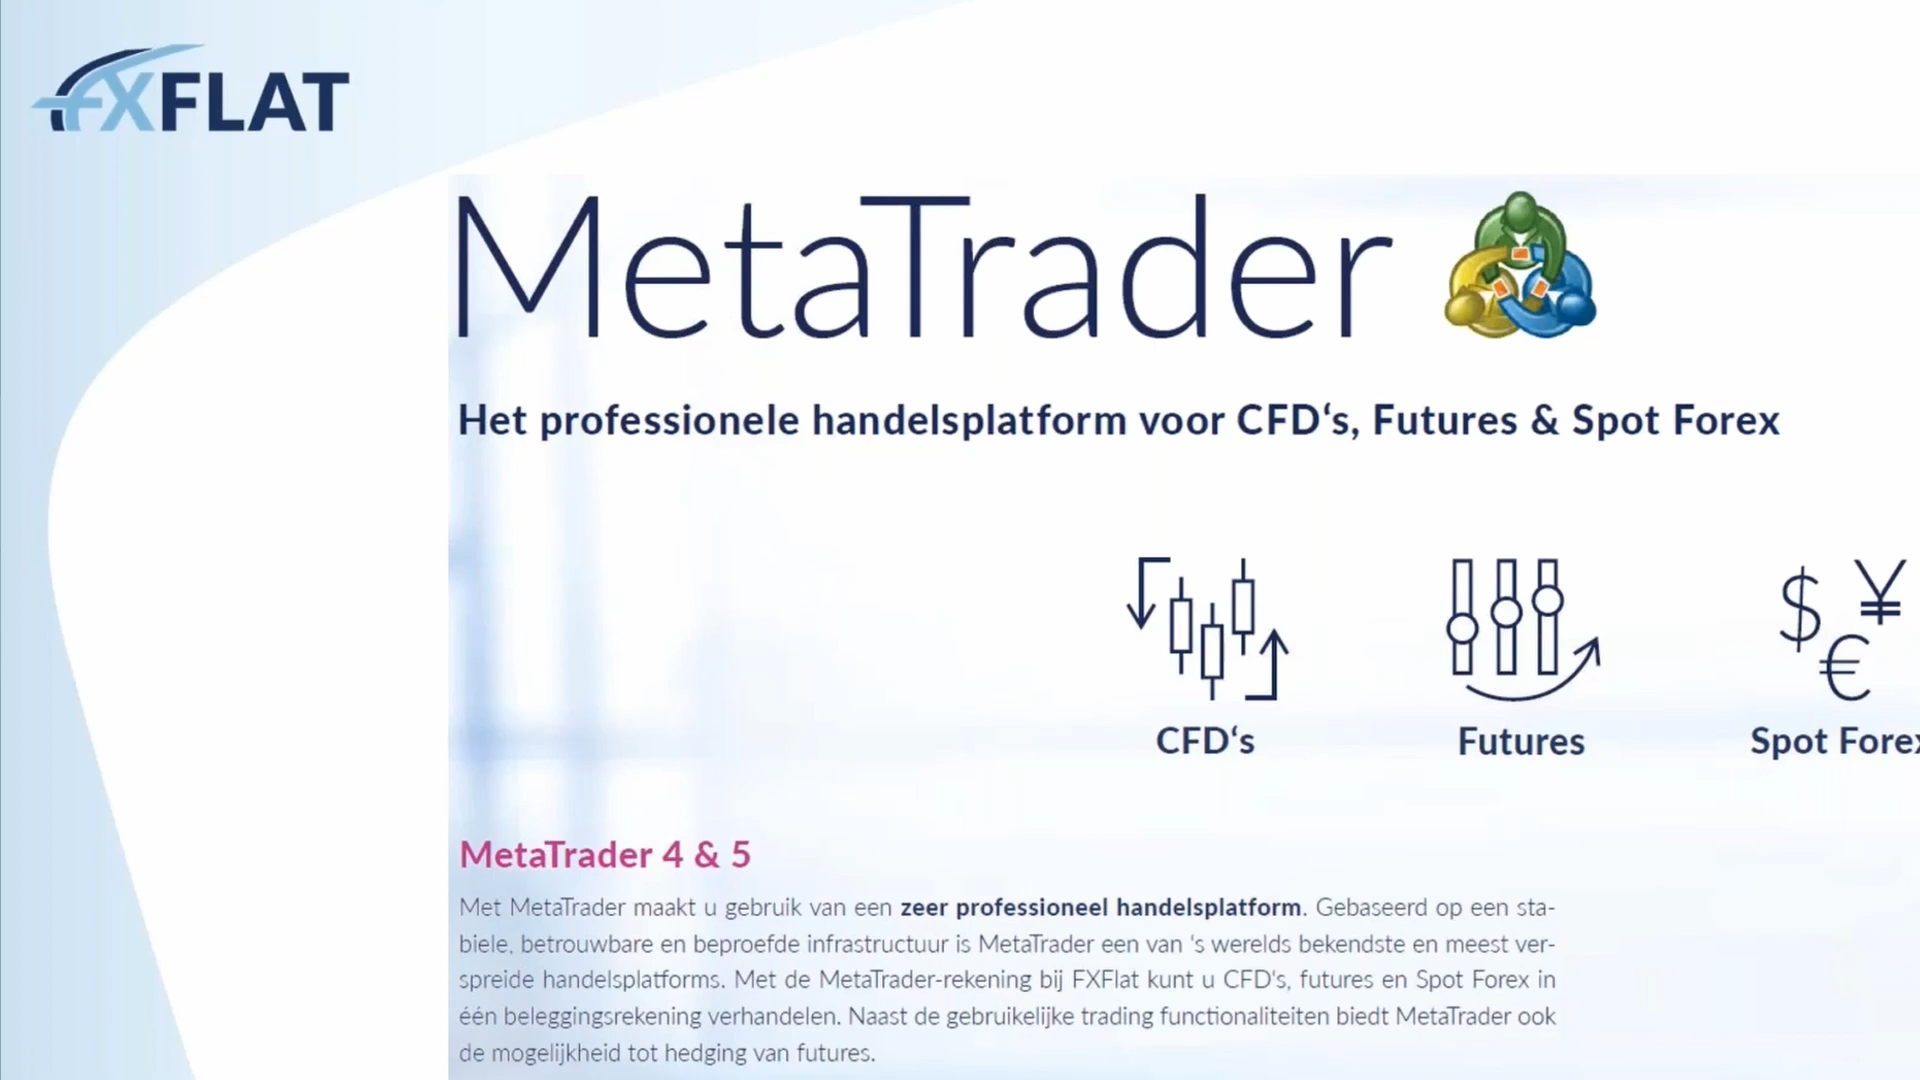 fxFLAT
MetaTrader
Het professionele handelsplatform voor CFD‘s, Futures & Spot Forex
$ ¥ €
CFD‘s Futures Spot Forex
MetaTrader 4 & 5
Met MetaTrader maakt u gebruik van een zeer professioneel handelsplatform. Gebaseerd op een sta-
biele, betrouwbare en beproefde infrastructuur is MetaTrader een van ‘s werelds bekendste en meest ver-
spreide handelsplatforms. Met de MetaTrader-rekening bij FXFlat kunt u CFD‘s, futures en Spot Forex in
één beleggingsrekening verhandelen. Naast de gebruikelijke trading functionaliteiten biedt MetaTrader ook
de mogelijkheid tot hedging van futures.